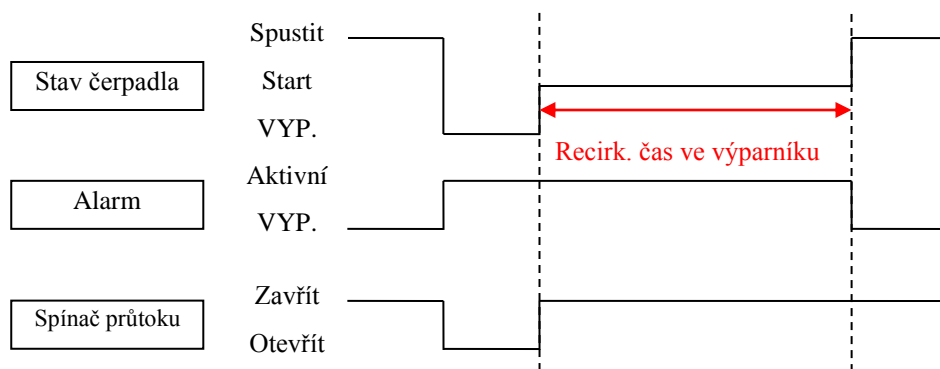 Spustit
Stav čerpadla
Start
VYP.
Recirk. čas ve výparníku
Aktivní
Alarm
VYP.
Zavřít
Spínač průtoku
Otevřít